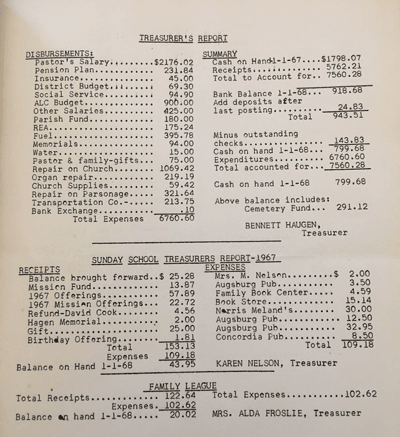 TREASURER'S REPORT
DISBURSEMENTS:
Pastor's Salary........$2176.02
Pension Plan........... 231.84
Insurance.............. 45.00
District Budget........ 69.30
Social Service......... 94.90
ALC Budget............. 900.00
Other Salaries......... 425.00
Parish Fund............ 180.00
REA.................... 175.24
Fuel................... 395.78
Memorials.............. 94.00
Water.................. 15.00
Pastor & family-gifts.. 75.00
Repair on Church.......1069.42
Organ repair........... 219.19
Church Supplies........ 59.42
Repair on Parsonage.... 321.64
Transportation Co.-.... 213.75
Bank Exchange.......... .10
Total Expenses 6760.60
SUMMARY
Cash on Hand1-1-67....$1798.07
Receipts.............. 5762.21
Total to Account for.. 7560.28
Bank Balance 1-1-68... 918.68
Add deposits after
last posting.......... 24.83
Total 943.51
Minus outstanding
checks................ 143.83
Cash on hand 1-1-68 799.68
Expenditures.......... 6760.60
Total accounted for... 7560.28
Cash on hand 1-1-68 799.68
Above balance includes:
Cemetery Fund... 291.12
BENNETT HAUGEN,
Treasurer
SUNDAY SCHOOL TREASURERS REPORT-1967
RECEIPTS
Balance brought forward..$ 25.28
Mission Fund............. 13.87
1967 Offerings........... 57.89
1967 Mission Offerings... 22.72
Refund-David Cook........ 4.56
Hagen Memorial........... 2.00
Gift..................... 25.00
Birthday Offering........ 1.81
Total 153.13
Expenses 109.18
Balance on Hand 1-1-68 43.95
EXPENSES
Mrs. M. Nelson........$ 2.00
Augsburg Pub.......... 3.50
Family Book Center.... 4.59
Book Store............ 15.14
Norris Meland's....... 30.00
Augsburg Pub.......... 12.50
Augsburg Pub.......... 32.95
Concordia Pub......... 8.50
Total 109.18
KAREN NELSON, Treasurer
FAMILY LEAGUE
Total Receipts........... 122.64
Expenses. 102.62
Balance on hand 1-1-68..... 20.02
Total Expenses...........102.62
MRS. ALDA FROSLIE, Treasurer